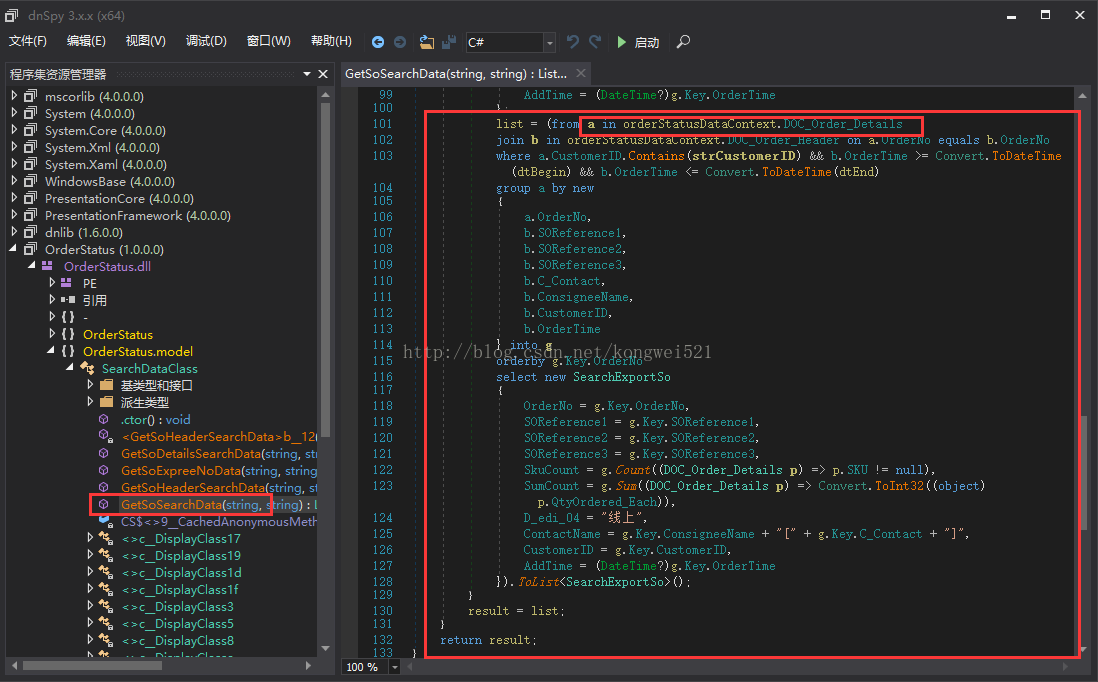 dnSpy 3.x.x (x64)
文件(F) 编辑(E) 视图(V) 调试(D) 窗口(W) 帮助(H) C# 启动
程序集资源管理器
mscorlib (4.0.0.0)
System (4.0.0.0)
System.Core (4.0.0.0)
System.Xml (4.0.0.0)
System.Xaml (4.0.0.0)
WindowsBase (4.0.0.0)
PresentationCore (4.0.0.0)
PresentationFramework (4.0.0.0)
dnlib (1.6.0.0)
OrderStatus (1.0.0.0)
OrderStatus.dll
PE
引用
{ } -
{ } OrderStatus
{ } OrderStatus.model
SearchDataClass
基类型和接口
派生类型
.ctor() : void
<GetSoHeaderSearchData>b__12(
GetSoDetailsSearchData(string, st
GetSoExpreeNoData(string, string
GetSoHeaderSearchData(string, st
GetSoSearchData(string, string) : L
CS$<>9__CachedAnonymousMeth
<>c__DisplayClass17
<>c__DisplayClass19
<>c__DisplayClass1d
<>c__DisplayClass1f
<>c__DisplayClass3
<>c__DisplayClass5
<>c__DisplayClass8
GetSoSearchData(string, string) : List...
99 AddTime = (DateTime?)g.Key.OrderTime
100 }
101 list = (from a in orderStatusDataContext.DOC_Order_Details
102 join b in orderStatusDataContext.DOC_Order_Header on a.OrderNo equals b.OrderNo
103 where a.CustomerID.Contains(strCustomerID) && b.OrderTime >= Convert.ToDateTime
(dtBegin) && b.OrderTime <= Convert.ToDateTime(dtEnd)
104 group a by new
105 {
106 a.OrderNo,
107 b.SOReference1,
108 b.SOReference2,
109 b.SOReference3,
110 b.C_Contact,
111 b.ConsigneeName,
112 b.CustomerID,
113 b.OrderTime
114 } into g
115 orderby g.Key.OrderNo
116 select new SearchExportSo
117 {
118 OrderNo = g.Key.OrderNo,
119 SOReference1 = g.Key.SOReference1,
120 SOReference2 = g.Key.SOReference2,
121 SOReference3 = g.Key.SOReference3,
122 SkuCount = g.Count((DOC_Order_Details p) => p.SKU != null),
123 SumCount = g.Sum((DOC_Order_Details p) => Convert.ToInt32((object)
p.QtyOrdered_Each)),
124 D_edi_04 = "线上",
125 ContactName = g.Key.ConsigneeName + "[" + g.Key.C_Contact + "]",
126 CustomerID = g.Key.CustomerID,
127 AddTime = (DateTime?)g.Key.OrderTime
128 }).ToList<SearchExportSo>();
129 }
130 result = list;
131 }
132 return result;
133 }
http://blog.csdn.net/kongwei521
100 %